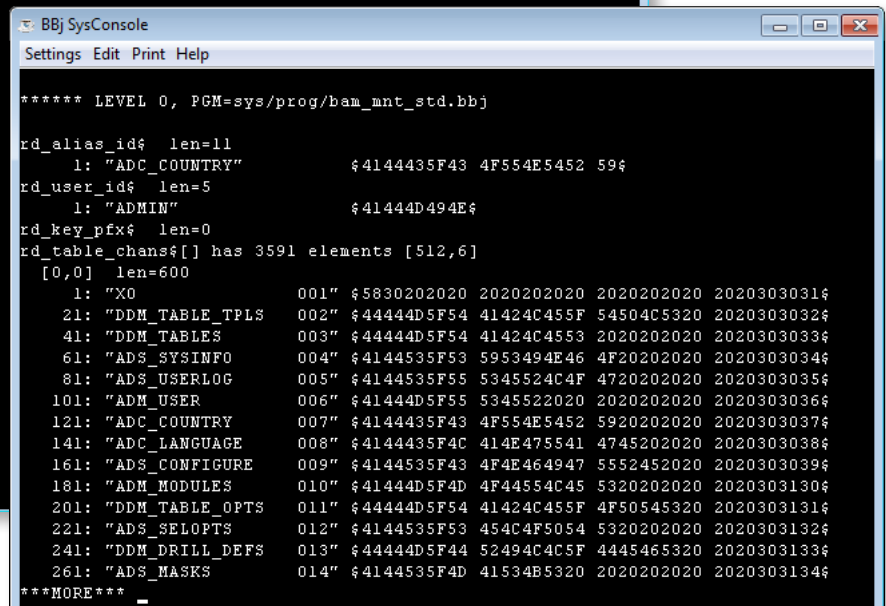 BBj SysConsole
Settings Edit Print Help
****** LEVEL 0, PGM=sys/prog/bam_mnt_std.bbj
rd_alias_id$ len=11
1: "ADC_COUNTRY" $4144435F43 4F554E5452 59$
rd_user_id$ len=5
1: "ADMIN" $41444D494E$
rd_key_pfx$ len=0
rd_table_chans$[] has 3591 elements [512,6]
[0,0] len=600
1: "X0 001" $5830202020 2020202020 2020202020 2020303031$
21: "DDM_TABLE_TPLS 002" $44444D5F54 41424C455F 54504C5320 2020303032$
41: "DDM_TABLES 003" $44444D5F54 41424C4553 2020202020 2020303033$
61: "ADS_SYSINFO 004" $4144535F53 5953494E46 4F20202020 2020303034$
81: "ADS_USERLOG 005" $4144535F55 5345524C4F 4720202020 2020303035$
101: "ADM_USER 006" $41444D5F55 5345522020 2020202020 2020303036$
121: "ADC_COUNTRY 007" $4144435F43 4F554E5452 5920202020 2020303037$
141: "ADC_LANGUAGE 008" $4144435F4C 414E475541 4745202020 2020303038$
161: "ADS_CONFIGURE 009" $4144535F43 4F4E464947 5552452020 2020303039$
181: "ADM_MODULES 010" $41444D5F4D 4F44554C45 5320202020 2020303130$
201: "DDM_TABLE_OPTS 011" $44444D5F54 41424C455F 4F50545320 2020303131$
221: "ADS_SELOPTS 012" $4144535F53 454C4F5054 5320202020 2020303132$
241: "DDM_DRILL_DEFS 013" $44444D5F44 52494C4C5F 4445465320 2020303133$
261: "ADS_MASKS 014" $4144535F4D 41534B5320 2020202020 2020303134$
***MORE*** _